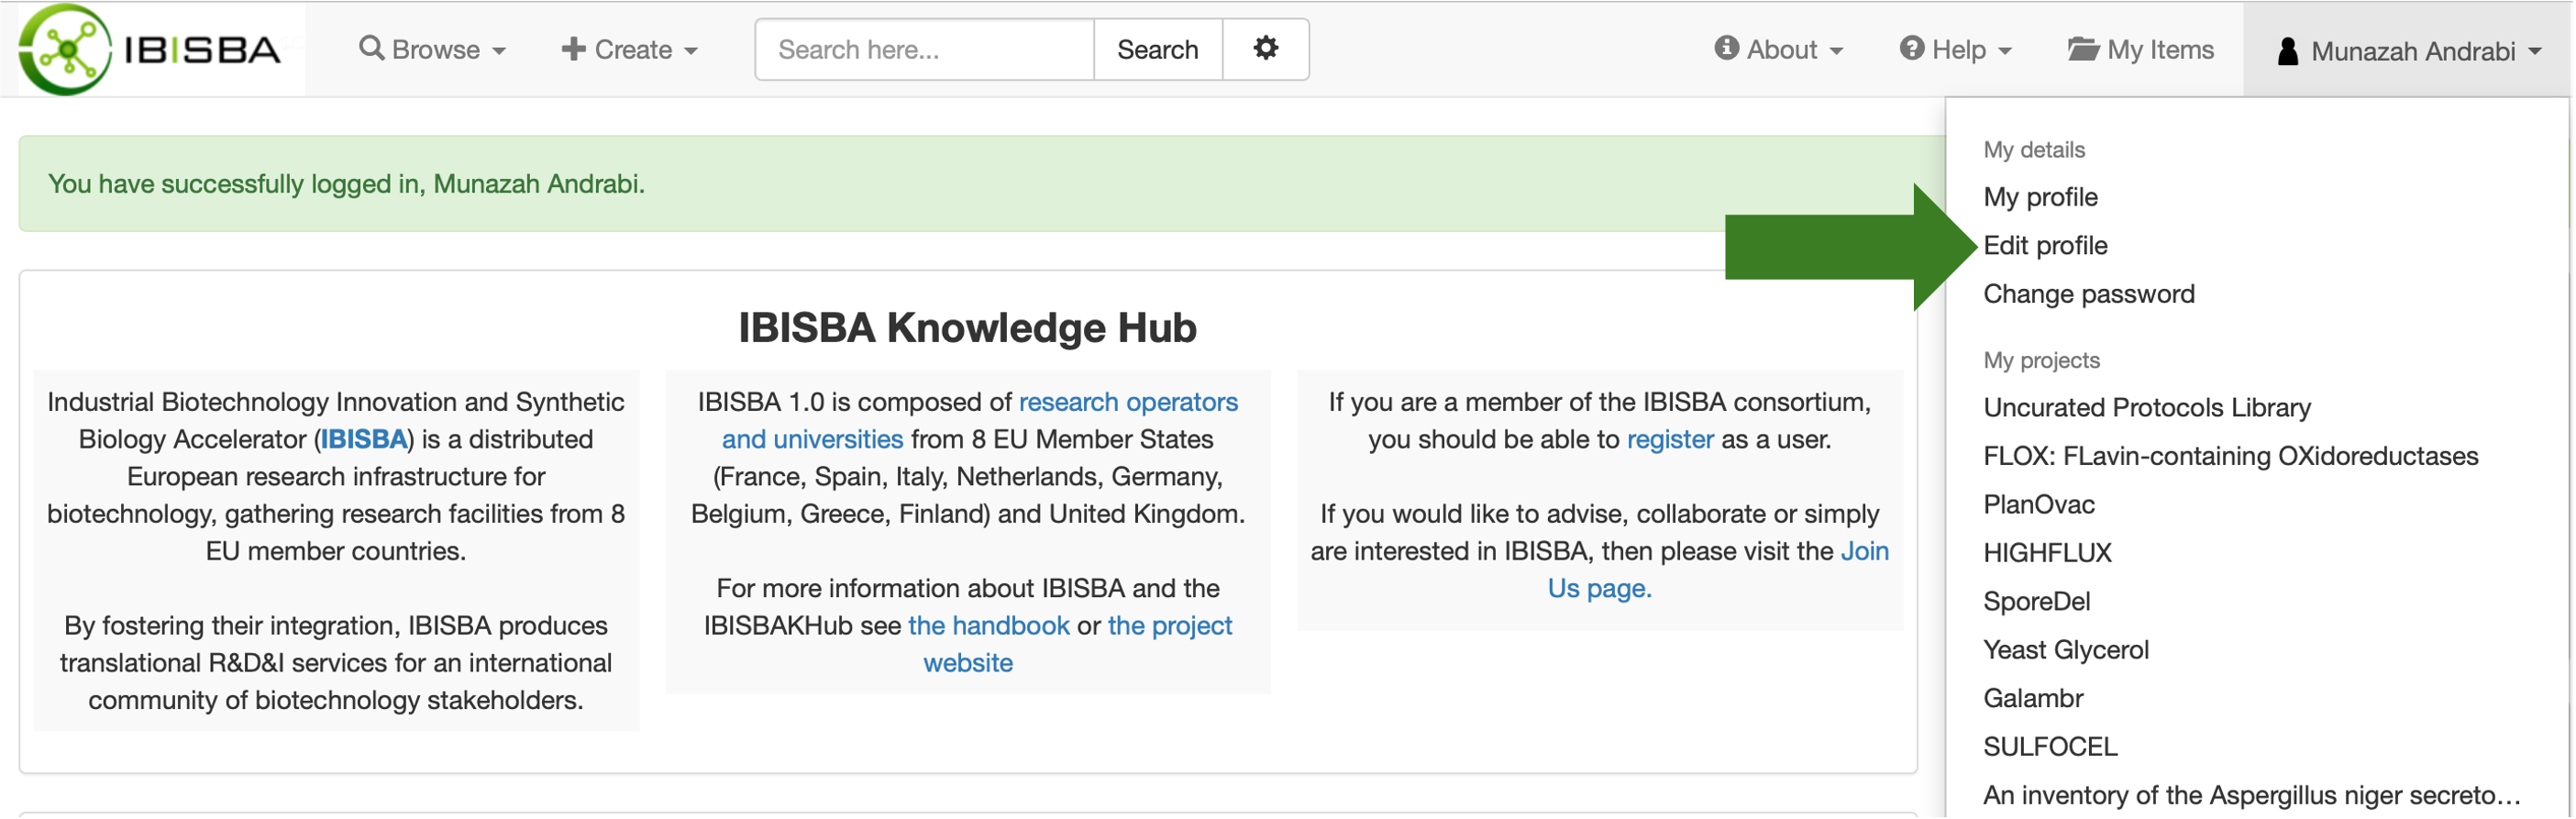 IBISBA
Browse
Create
Search here...
Search
About
Help
My Items
Munazah Andrabi
You have successfully logged in, Munazah Andrabi.
IBISBA Knowledge Hub
Industrial Biotechnology Innovation and Synthetic
Biology Accelerator (IBISBA) is a distributed
European research infrastructure for
biotechnology, gathering research facilities from 8
EU member countries.
By fostering their integration, IBISBA produces
translational R&D&I services for an international
community of biotechnology stakeholders.
IBISBA 1.0 is composed of research operators
and universities from 8 EU Member States
(France, Spain, Italy, Netherlands, Germany,
Belgium, Greece, Finland) and United Kingdom.
For more information about IBISBA and the
IBISBAKHub see the handbook or the project
website
If you are a member of the IBISBA consortium,
you should be able to register as a user.
If you would like to advise, collaborate or simply
are interested in IBISBA, then please visit the Join
Us page.
My details
My profile
Edit profile
Change password
My projects
Uncurated Protocols Library
FLOX: FLavin-containing OXidoreductases
PlanOvac
HIGHFLUX
SporeDel
Yeast Glycerol
Galambr
SULFOCEL
An inventory of the Aspergillus niger secreto...